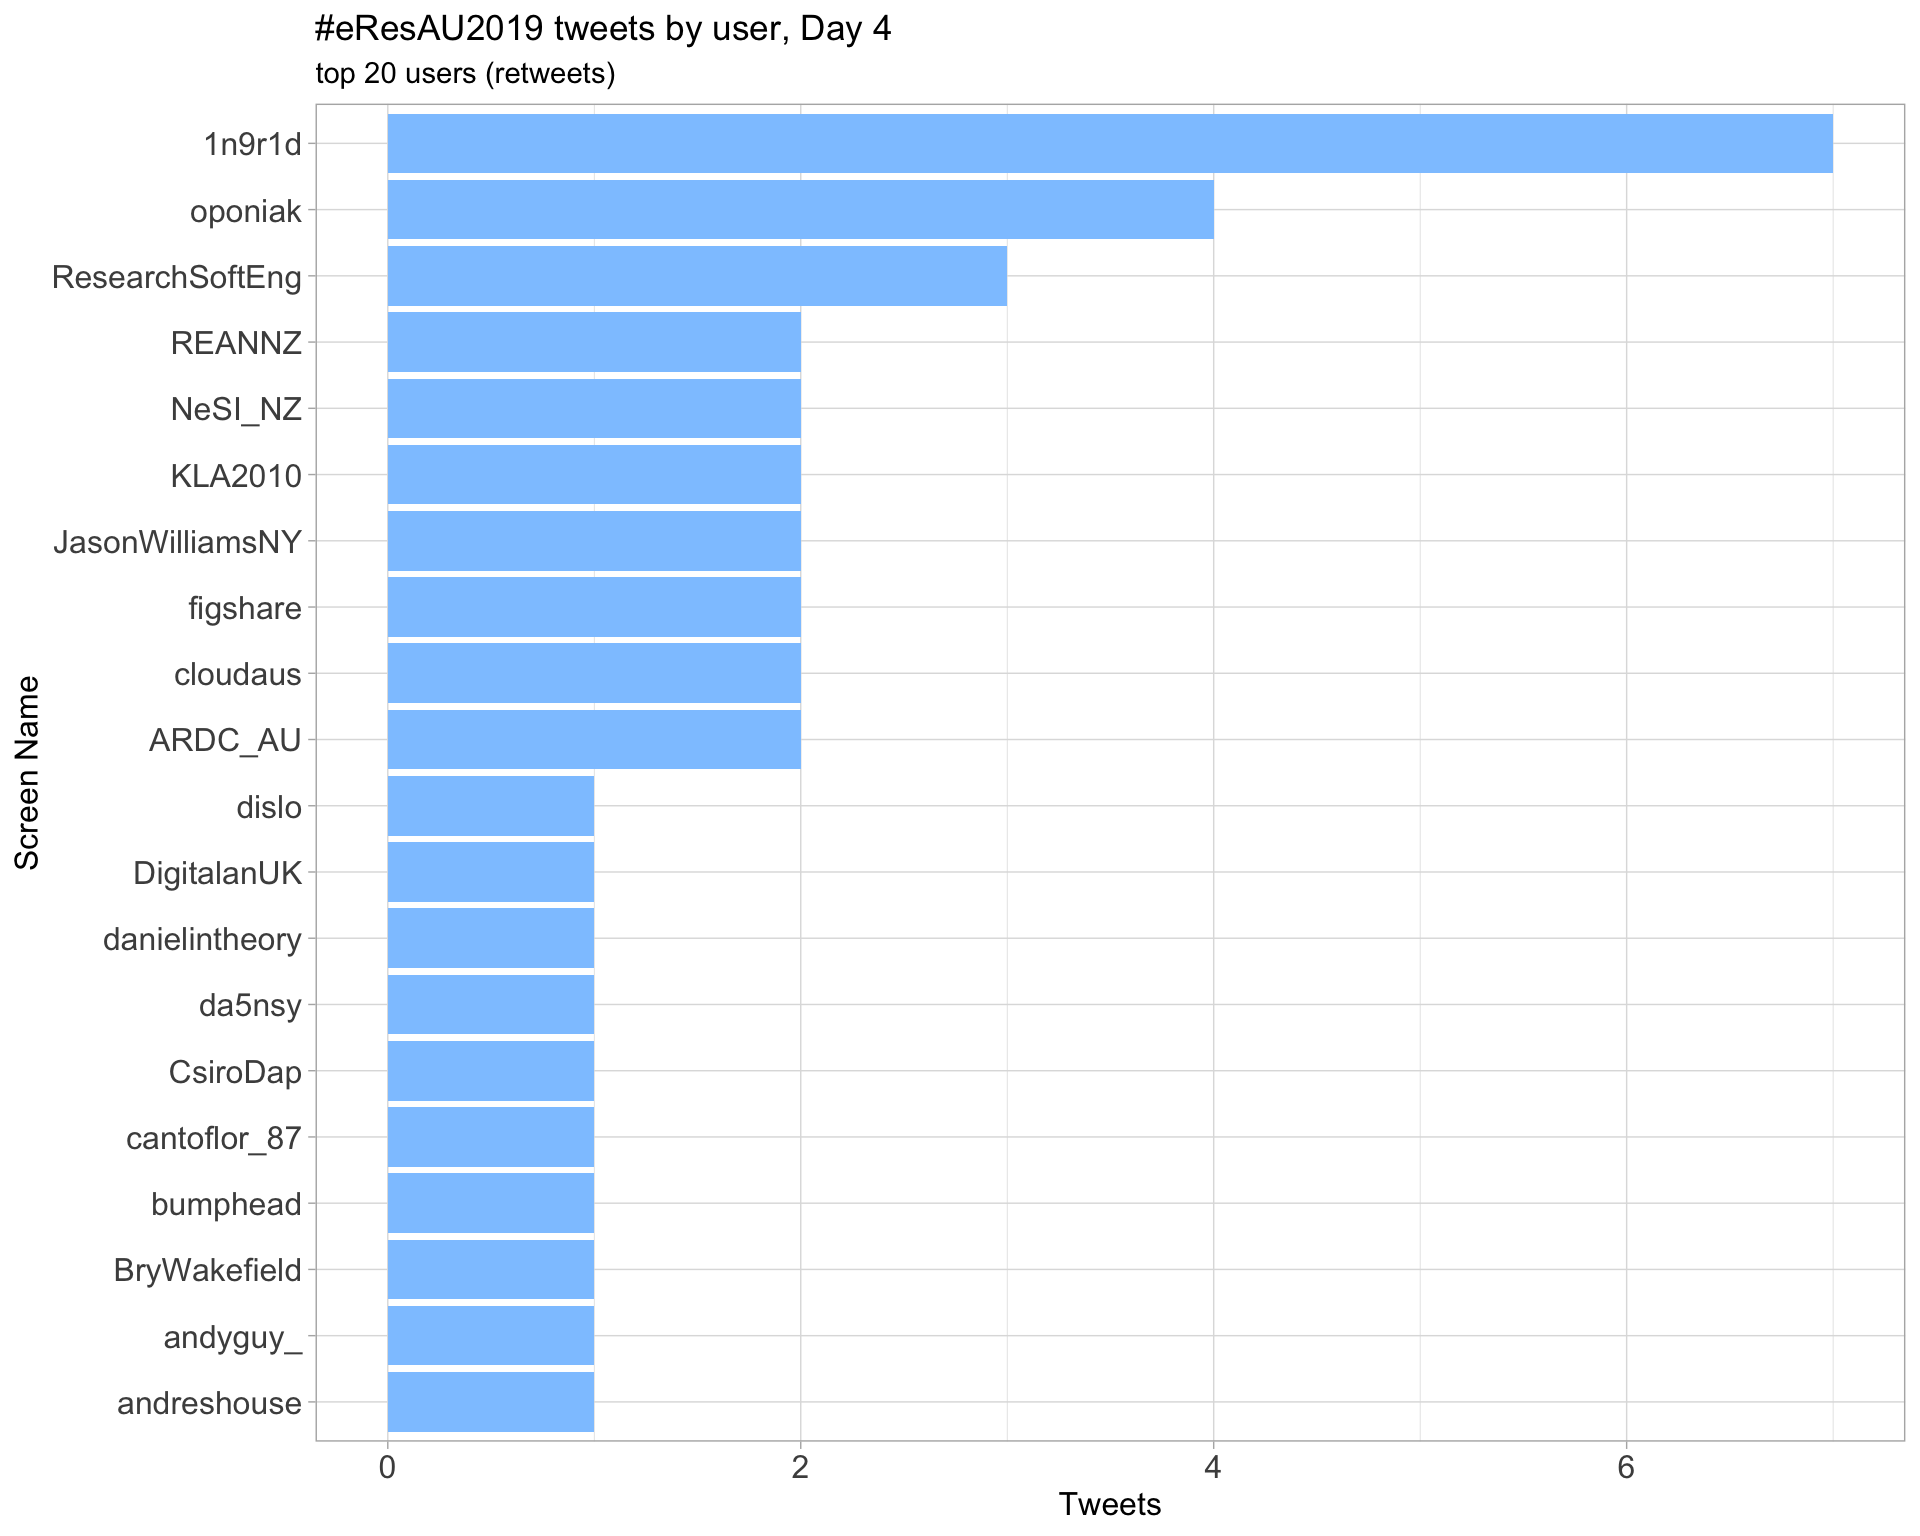 #eResAU2019 tweets by user, Day 4
top 20 users (retweets)
Screen Name
1n9r1d
oponiak
ResearchSoftEng
REANNZ
NeSI_NZ
KLA2010
JasonWilliamsNY
figshare
cloudaus
ARDC_AU
dislo
DigitalanUK
danielintheory
da5nsy
CsiroDap
cantoflor_87
bumphead
BryWakefield
andyguy_
andreshouse
0 2 4 6
Tweets